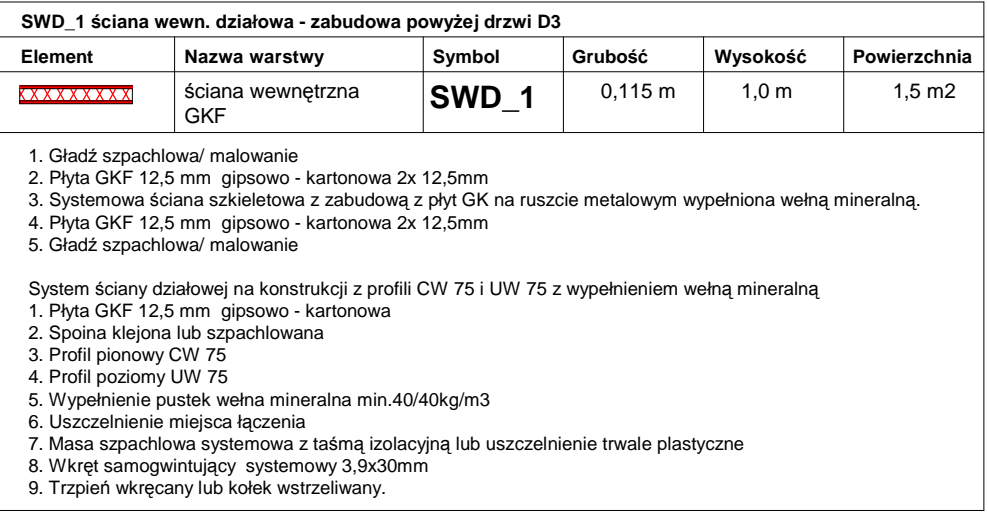 SWD_1 ściana wewn. działowa - zabudowa powyżej drzwi D3
Element Nazwa warstwy Symbol Grubość Wysokość Powierzchnia
ściana wewnętrzna GKF SWD_1 0,115 m 1,0 m 1,5 m2
1. Gładź szpachlowa/ malowanie
2. Płyta GKF 12,5 mm gipsowo - kartonowa 2x 12,5mm
3. Systemowa ściana szkieletowa z zabudową z płyt GK na ruszcie metalowym wypełniona wełną mineralną.
4. Płyta GKF 12,5 mm gipsowo - kartonowa 2x 12,5mm
5. Gładź szpachlowa/ malowanie
System ściany działowej na konstrukcji z profili CW 75 i UW 75 z wypełnieniem wełną mineralną
1. Płyta GKF 12,5 mm gipsowo - kartonowa
2. Spoina klejona lub szpachlowana
3. Profil pionowy CW 75
4. Profil poziomy UW 75
5. Wypełnienie pustek wełna mineralna min.40/40kg/m3
6. Uszczelnienie miejsca łączenia
7. Masa szpachlowa systemowa z taśmą izolacyjną lub uszczelnienie trwale plastyczne
8. Wkręt samogwintujący systemowy 3,9x30mm
9. Trzpień wkręcany lub kołek wstrzeliwany.